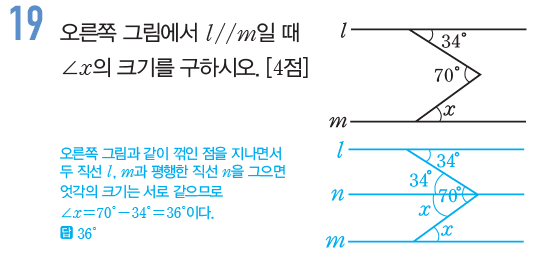 19
오른쪽 그림에서 l//m일 때
∠x의 크기를 구하시오. [4점]
l
34°
70°
x
m
오른쪽 그림과 같이 꺾인 점을 지나면서
두 직선 l, m과 평행한 직선 n을 그으면
엇각의 크기는 서로 같으므로
∠x=70°-34°=36°이다.
답 36°
l
34°
34°
n
70°
x
x
m